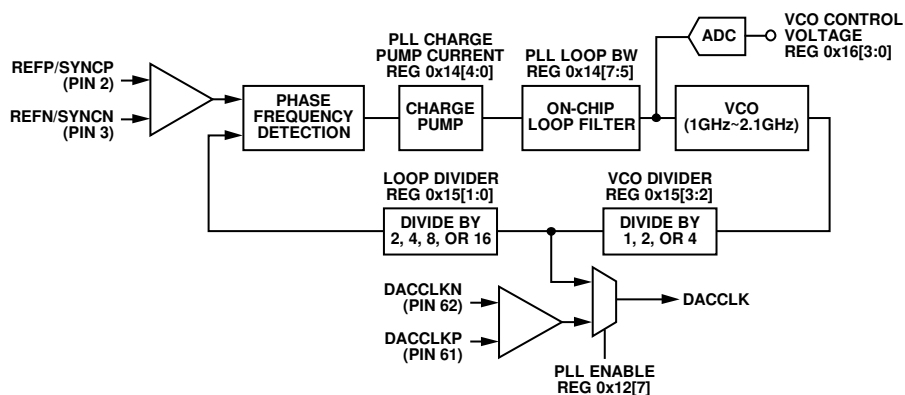 REFP/SYNCP
(PIN 2)
REFN/SYNCN
(PIN 3)
PHASE
FREQUENCY
DETECTION
PLL CHARGE
PUMP CURRENT
REG 0x14[4:0]
CHARGE
PUMP
PLL LOOP BW
REG 0x14[7:5]
ON-CHIP
LOOP FILTER
ADC
VCO CONTROL
VOLTAGE
REG 0x16[3:0]
VCO
(1GHz~2.1GHz)
LOOP DIVIDER
REG 0x15[1:0]
DIVIDE BY
2, 4, 8, OR 16
VCO DIVIDER
REG 0x15[3:2]
DIVIDE BY
1, 2, OR 4
DACCLKN
(PIN 62)
DACCLKP
(PIN 61)
DACCLK
PLL ENABLE
REG 0x12[7]